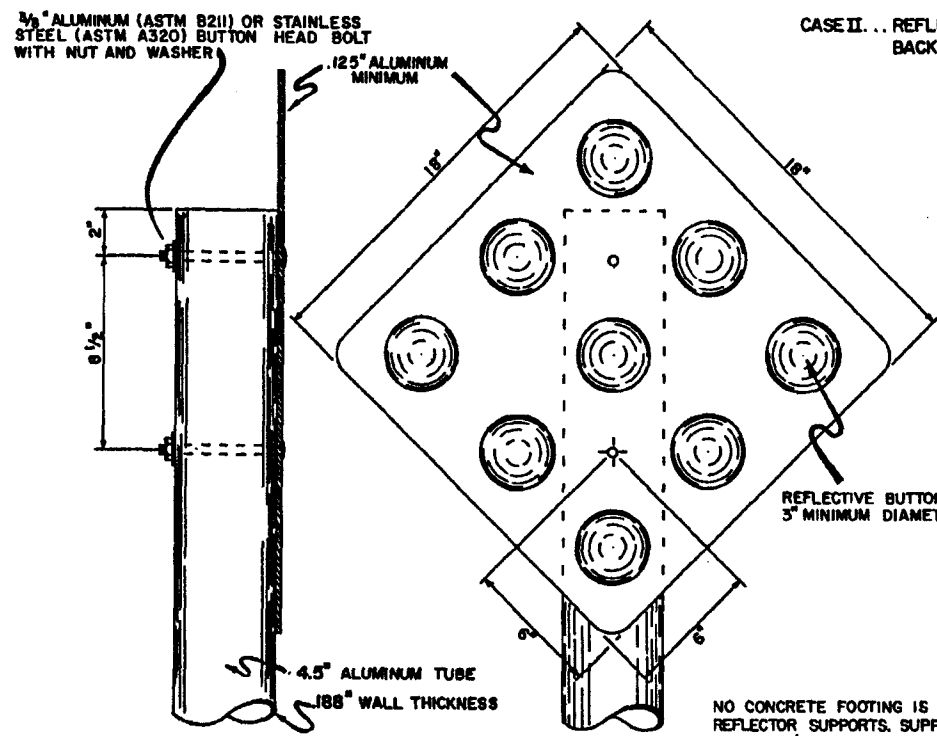 3/8" ALUMINUM (ASTM B211) OR STAINLESS
STEEL (ASTM A320) BUTTON HEAD BOLT
WITH NUT AND WASHER
.125" ALUMINUM
MINIMUM
CASE II... REFL
BACK
18"
18"
2"
8 1/2"
REFLECTIVE BUTTON
3" MINIMUM DIAMET
6"
6"
4.5" ALUMINUM TUBE
.188" WALL THICKNESS
NO CONCRETE FOOTING IS
REFLECTOR SUPPORTS. SUPP